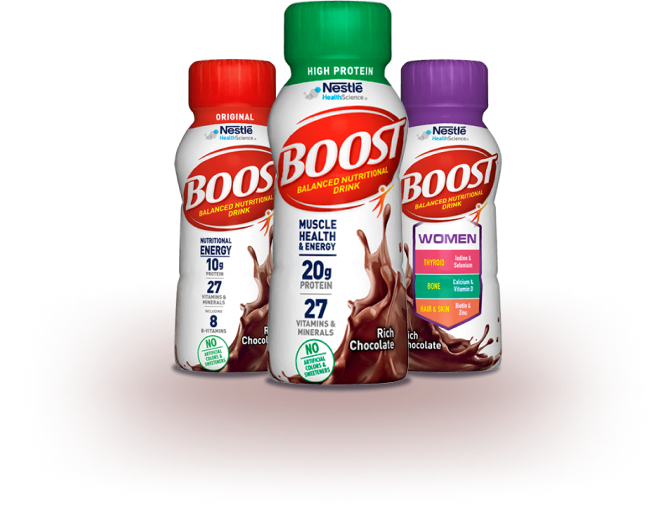 ORIGINAL
Nestlé
HealthScience
BOOST
BALANCED NUTRITIONAL
DRINK
NUTRITIONAL
ENERGY
10g
PROTEIN
27
VITAMINS &
MINERALS
INCLUDING
8
B-VITAMINS
NO
ARTIFICIAL
COLORS &
SWEETENERS
Rich
Chocol
HIGH PROTEIN
Nestlé
HealthScience
BOOST
BALANCED NUTRITIONAL
DRINK
MUSCLE
HEALTH
& ENERGY
20g
PROTEIN
27
VITAMINS &
MINERALS
NO
ARTIFICIAL
COLORS &
SWEETENERS
Rich
Chocolate
Nestlé
HealthScience
BOOST
BALANCED NUTRITIONAL
DRINK
WOMEN
THYROID
Iodine &
Selenium
BONE
Calcium &
Vitamin D
HAIR & SKIN
Biotin &
Zinc
ich
hocolate